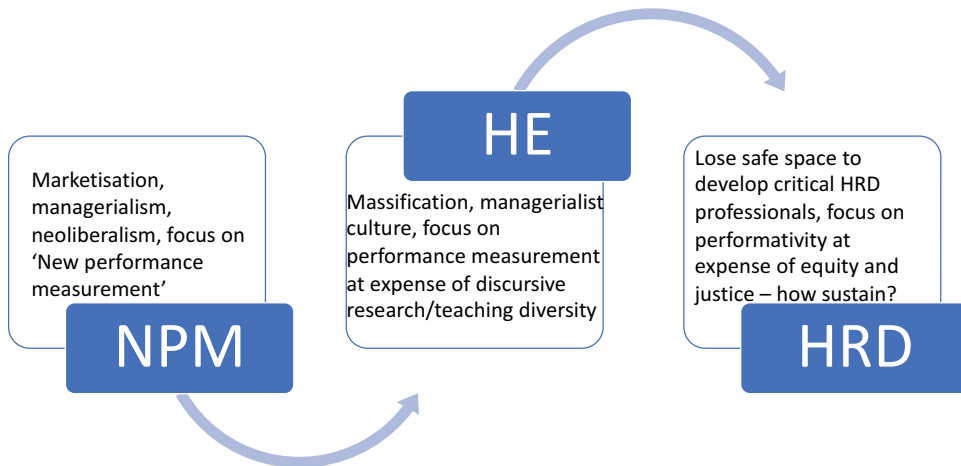 Marketisation,
managerialism,
neoliberalism, focus on
‘New performance
measurement’
NPM
HE
Massification, managerialist
culture, focus on
performance measurement
at expense of discursive
research/teaching diversity
Lose safe space to
develop critical HRD
professionals, focus on
performativity at
expense of equity and
justice – how sustain?
HRD